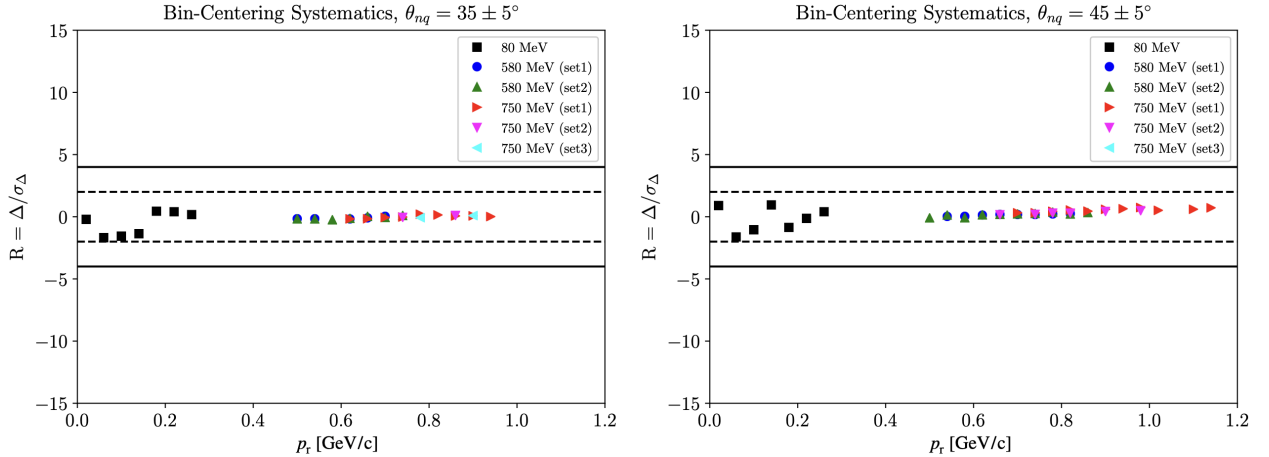 Bin-Centering Systematics, θnq = 35 ± 5°
15
10
5
0
−5
−10
−15
R = Δ/σΔ
80 MeV
580 MeV (set1)
580 MeV (set2)
750 MeV (set1)
750 MeV (set2)
750 MeV (set3)
0.0 0.2 0.4 0.6 0.8 1.0 1.2
pr [GeV/c]
Bin-Centering Systematics, θnq = 45 ± 5°
15
10
5
0
−5
−10
−15
R = Δ/σΔ
80 MeV
580 MeV (set1)
580 MeV (set2)
750 MeV (set1)
750 MeV (set2)
750 MeV (set3)
0.0 0.2 0.4 0.6 0.8 1.0 1.2
pr [GeV/c]